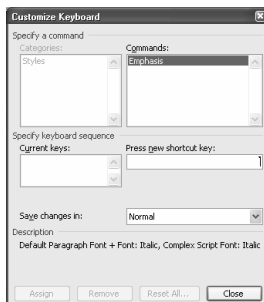 Customize Keyboard
Specify a command
Categories: Commands:
Styles Emphasis
Specify keyboard sequence
Current keys: Press new shortcut key:
Save changes in: Normal
Description
Default Paragraph Font + Font: Italic, Complex Script Font: Italic
Assign Remove Reset All... Close